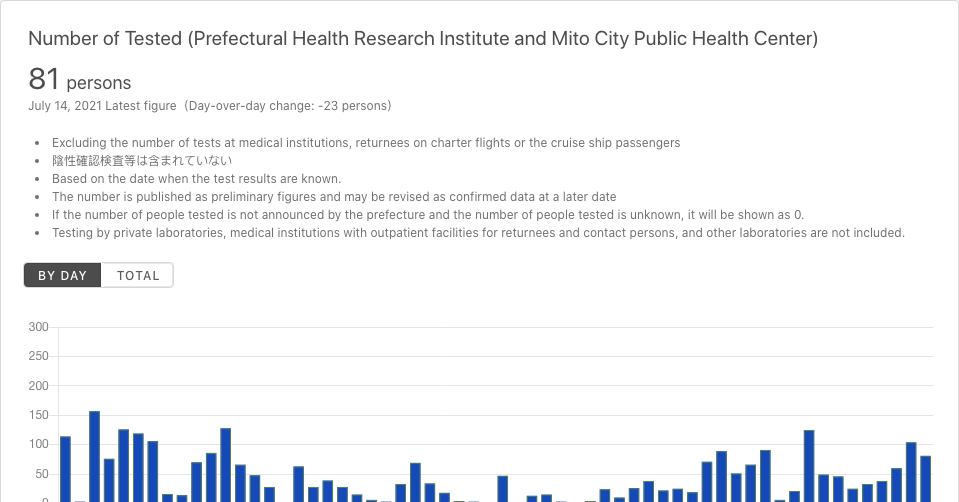 Number of Tested (Prefectural Health Research Institute and Mito City Public Health Center)
81 persons
July 14, 2021 Latest figure（Day-over-day change: -23 persons）
• Excluding the number of tests at medical institutions, returnees on charter flights or the cruise ship passengers
• 陰性確認検査等は含まれていない
• Based on the date when the test results are known.
• The number is published as preliminary figures and may be revised as confirmed data at a later date
• If the number of people tested is not announced by the prefecture and the number of people tested is unknown, it will be shown as 0.
• Testing by private laboratories, medical institutions with outpatient facilities for returnees and contact persons, and other laboratories are not included.
BY DAY TOTAL
300
250
200
150
100
50
0